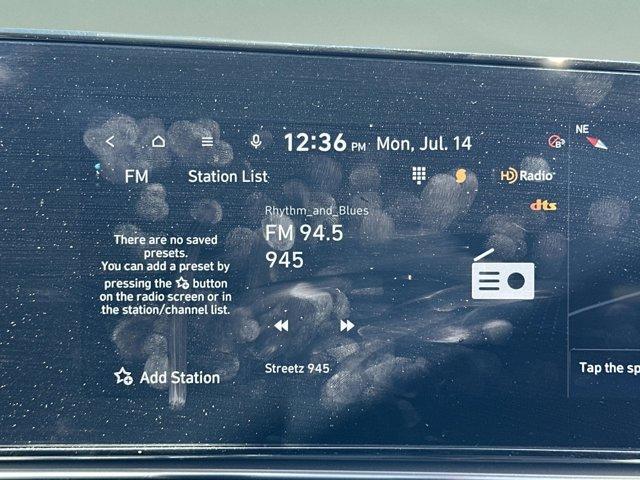 12:36 PM Mon, Jul. 14
NE
FM
Station List
HD Radio
dts
Rhythm_and_Blues
FM 94.5
945
There are no saved
presets.
You can add a preset by
pressing the button
on the radio screen or in
the station/channel list.
Add Station
Streetz 945
Tap the sp